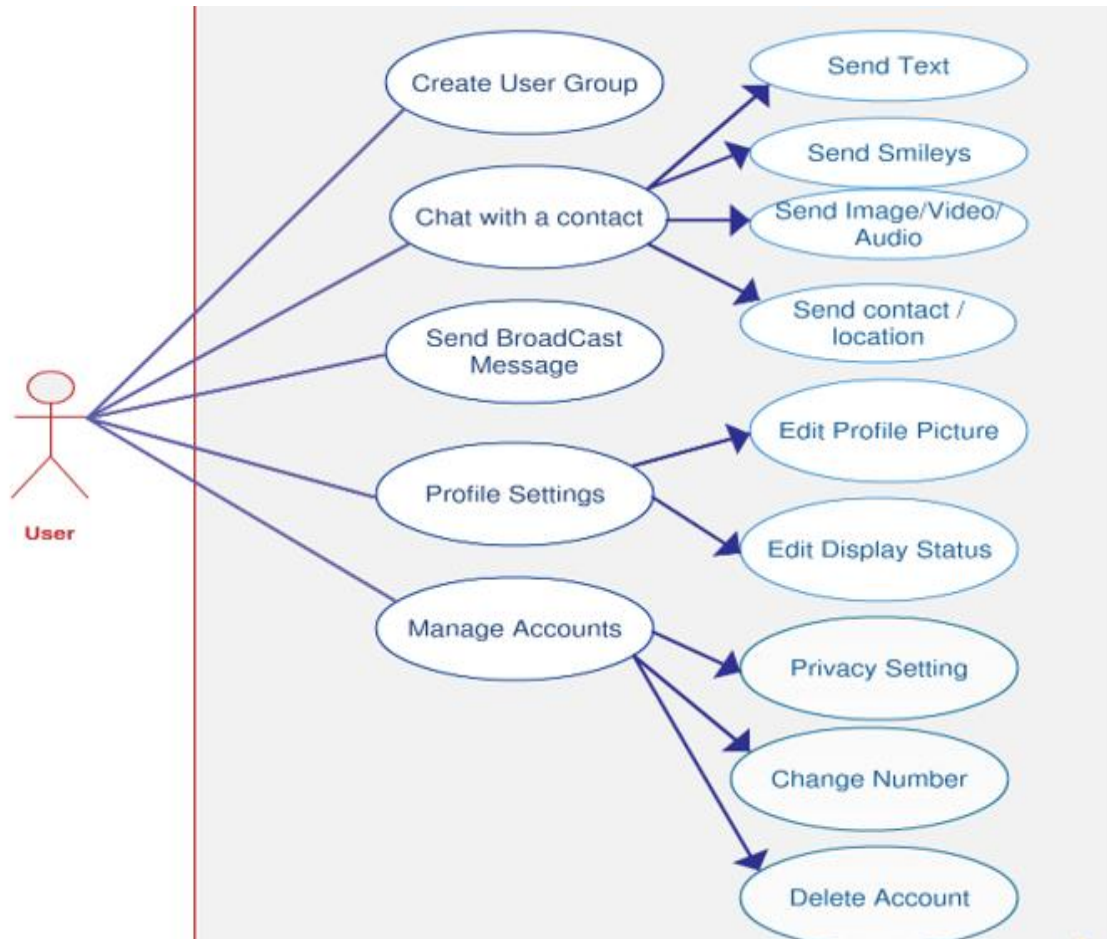 Create User Group
Send Text
Send Smileys
Chat with a contact
Send Image/Video/
Audio
Send contact /
location
Send BroadCast
Message
Edit Profile Picture
Profile Settings
User
Edit Display Status
Manage Accounts
Privacy Setting
Change Number
Delete Account